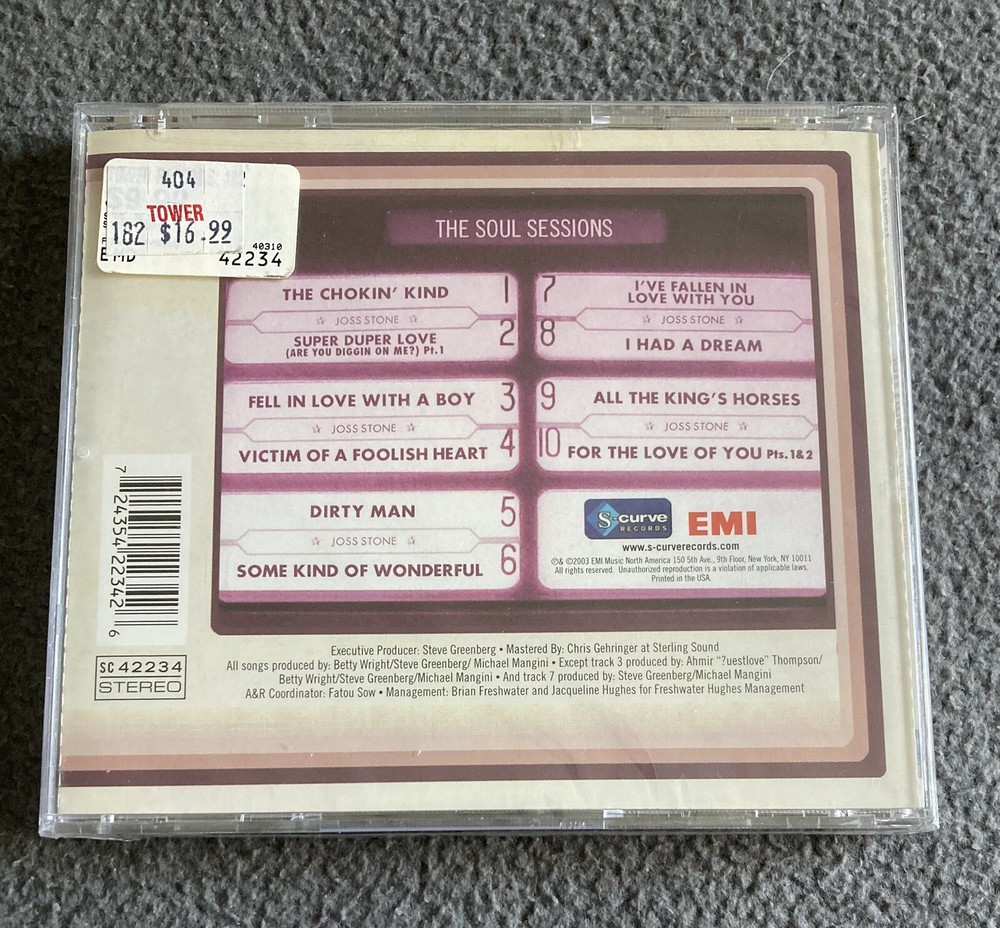 404
TOWER
182 $16.99
40310
42234
THE SOUL SESSIONS
THE CHOKIN' KIND 1
☆ JOSS STONE ☆
SUPER DUPER LOVE 2
(ARE YOU DIGGIN ON ME?) Pt.1
FELL IN LOVE WITH A BOY 3
☆ JOSS STONE ☆
VICTIM OF A FOOLISH HEART 4
DIRTY MAN 5
☆ JOSS STONE ☆
SOME KIND OF WONDERFUL 6
7 I'VE FALLEN IN
LOVE WITH YOU
☆ JOSS STONE ☆
8 I HAD A DREAM
9 ALL THE KING'S HORSES
☆ JOSS STONE ☆
10 FOR THE LOVE OF YOU Pts.1&2
S-curve
RECORDS
EMI
www.s-curverecords.com
℗& ©2003 EMI Music North America 150 5th Ave., 9th Floor, New York, NY 10011
All rights reserved. Unauthorized reproduction is a violation of applicable laws.
Printed in the USA.
7 24354 22342 6
SC 42234
STEREO
Executive Producer: Steve Greenberg • Mastered By: Chris Gehringer at Sterling Sound
All songs produced by: Betty Wright/Steve Greenberg/ Michael Mangini • Except track 3 produced by: Ahmir "?uestlove" Thompson/
Betty Wright/Steve Greenberg/Michael Mangini • And track 7 produced by: Steve Greenberg/Michael Mangini
A&R Coordinator: Fatou Sow • Management: Brian Freshwater and Jacqueline Hughes for Freshwater Hughes Management